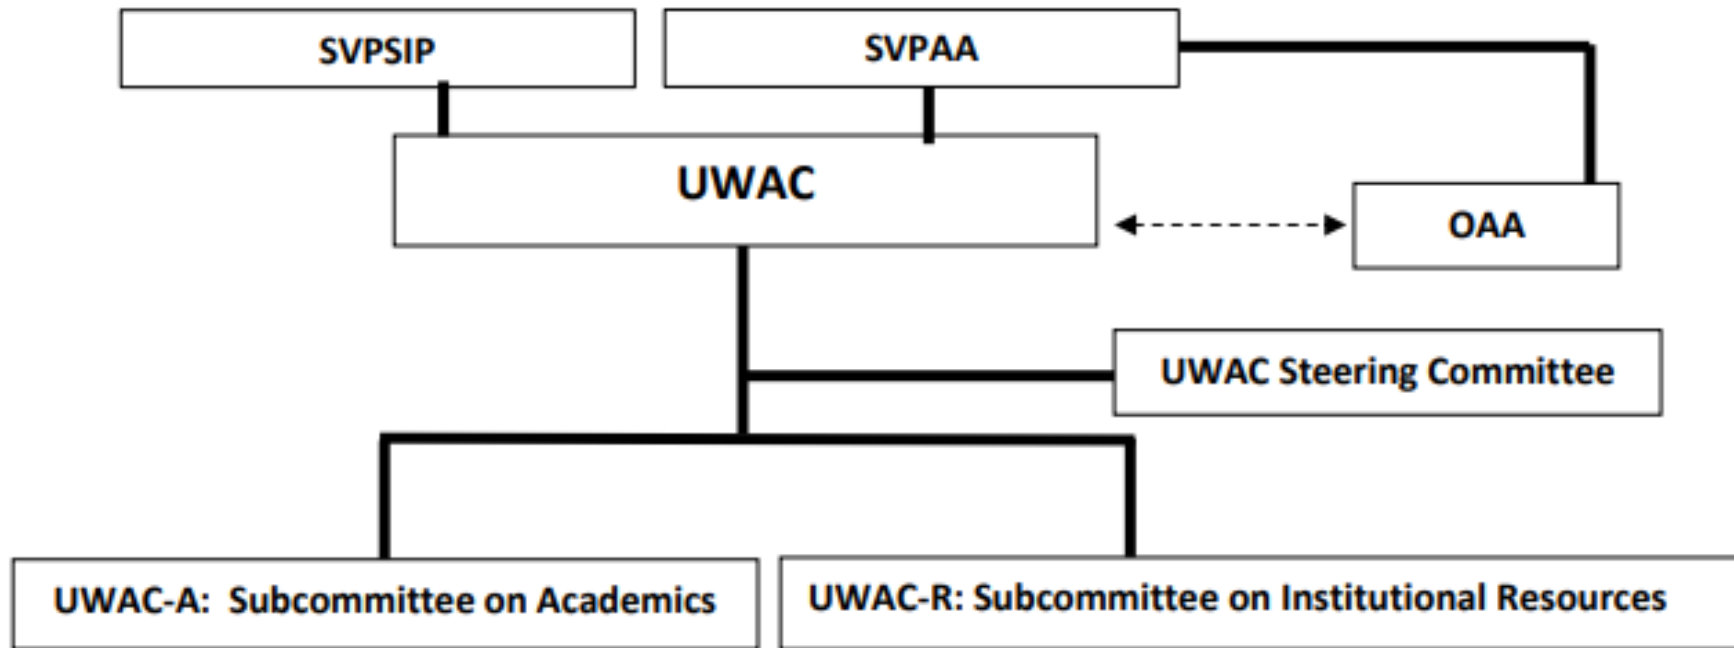 SVPSIP
SVPAA
UWAC
OAA
UWAC Steering Committee
UWAC-A:  Subcommittee on Academics
UWAC-R: Subcommittee on Institutional Resources